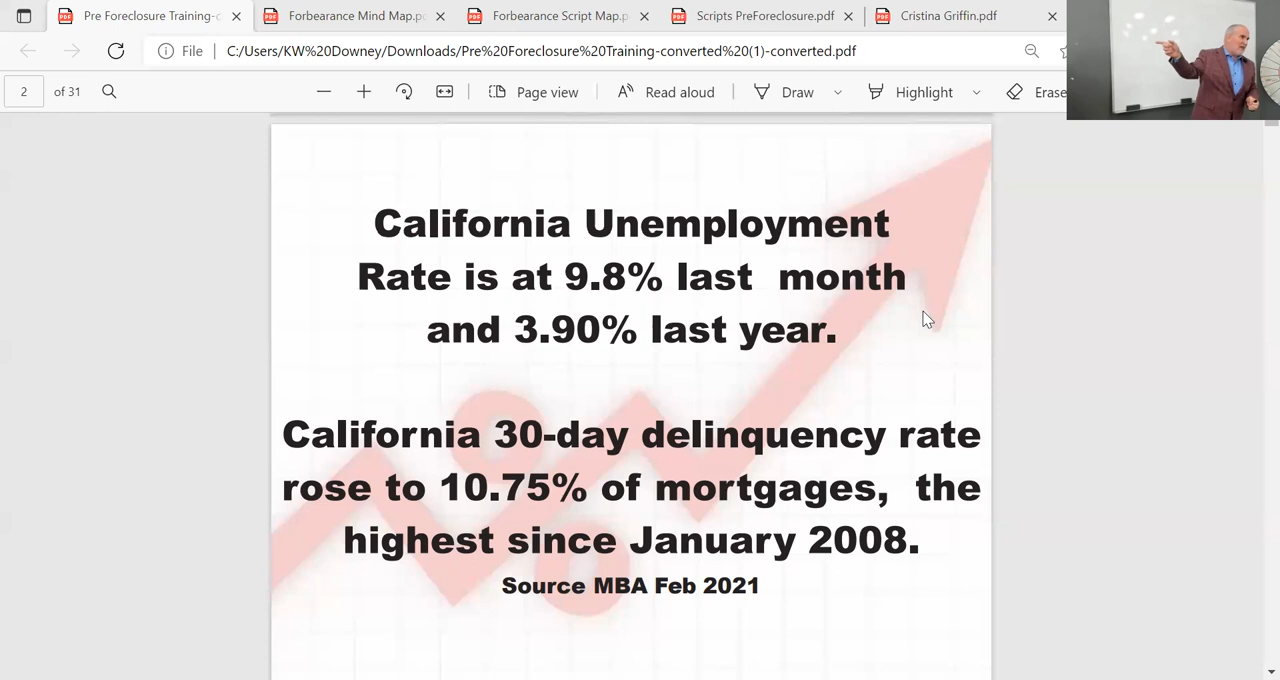 Pre Foreclosure Training-c
Forbearance Mind Map.pc
Forbearance Script Map.p
Scripts PreForeclosure.pdf
Cristina Griffin.pdf
File
C:/Users/KW%20Downey/Downloads/Pre%20Foreclosure%20Training-converted%20(1)-converted.pdf
2 of 31
Page view
Read aloud
Draw
Highlight
Erase
California Unemployment
Rate is at 9.8% last month
and 3.90% last year.
California 30-day delinquency rate
rose to 10.75% of mortgages, the
highest since January 2008.
Source MBA Feb 2021